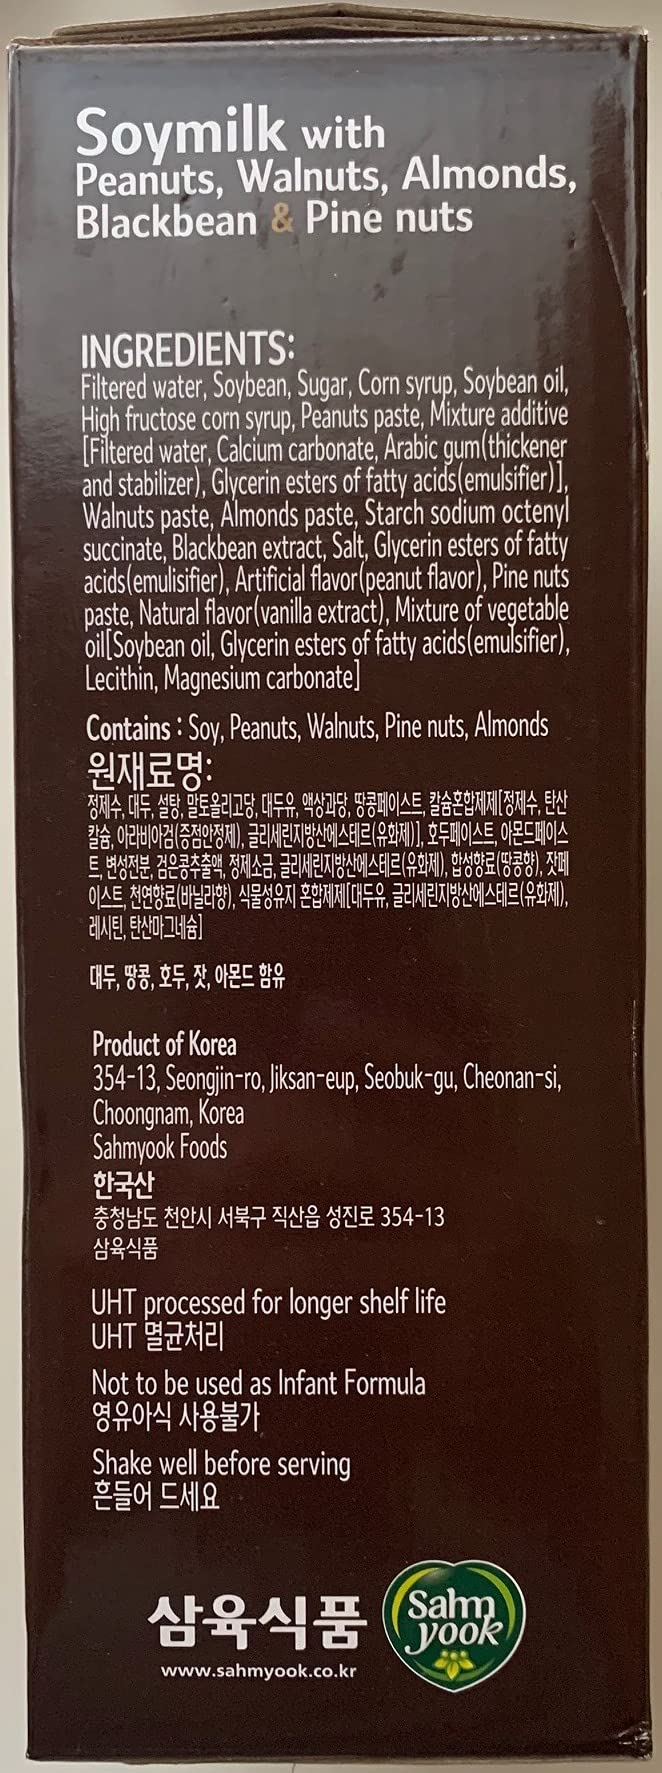 Soymilk with
Peanuts, Walnuts, Almonds,
Blackbean & Pine nuts
INGREDIENTS:
Filtered water, Soybean, Sugar, Corn syrup, Soybean oil,
High fructose corn syrup, Peanuts paste, Mixture additive
[Filtered water, Calcium carbonate, Arabic gum(thickener
and stabilizer), Glycerin esters of fatty acids(emulsifier)],
Walnuts paste, Almonds paste, Starch sodium octenyl
succinate, Blackbean extract, Salt, Glycerin esters of fatty
acids(emulisifier), Artificial flavor(peanut flavor), Pine nuts
paste, Natural flavor(vanilla extract), Mixture of vegetable
oil[Soybean oil, Glycerin esters of fatty acids(emulsifier),
Lecithin, Magnesium carbonate]
Contains : Soy, Peanuts, Walnuts, Pine nuts, Almonds
원재료명:
정제수, 대두, 설탕, 말토올리고당, 대두유, 액상과당, 땅콩페이스트, 칼슘혼합제제[정제수, 탄산
칼슘, 아라비아검(증점안정제), 글리세린지방산에스테르(유화제)], 호두페이스트, 아몬드페이스
트, 변성전분, 검은콩추출액, 정제소금, 글리세린지방산에스테르(유화제), 합성향료(땅콩향), 잣페
이스트, 천연향료(바닐라향), 식물성유지 혼합제제[대두유, 글리세린지방산에스테르(유화제),
레시틴, 탄산마그네슘]
대두, 땅콩, 호두, 잣, 아몬드 함유
Product of Korea
354-13, Seongjin-ro, Jiksan-eup, Seobuk-gu, Cheonan-si,
Choongnam, Korea
Sahmyook Foods
한국산
충청남도 천안시 서북구 직산읍 성진로 354-13
삼육식품
UHT processed for longer shelf life
UHT 멸균처리
Not to be used as Infant Formula
영유아식 사용불가
Shake well before serving
흔들어 드세요
삼육식품
www.sahmyook.co.kr
Sahm
yook